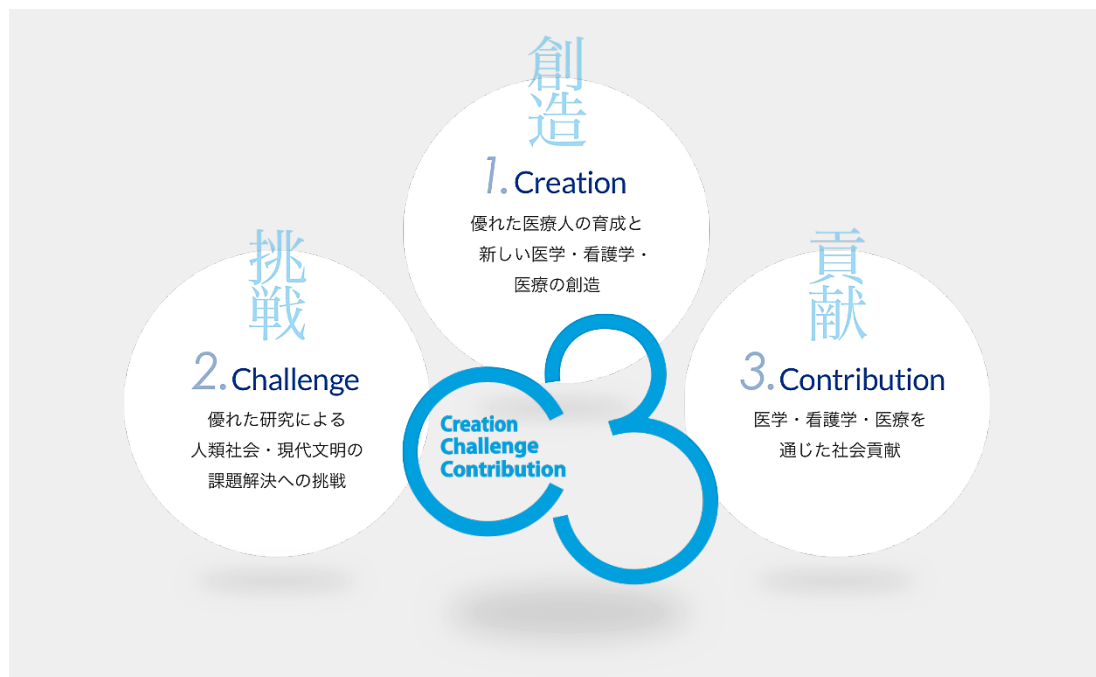 創造
1. Creation
優れた医療人の育成と
新しい医学・看護学・
医療の創造
挑戦
2. Challenge
優れた研究による
人類社会・現代文明の
課題解決への挑戦
貢献
3. Contribution
医学・看護学・医療を
通じた社会貢献
C3
Creation
Challenge
Contribution